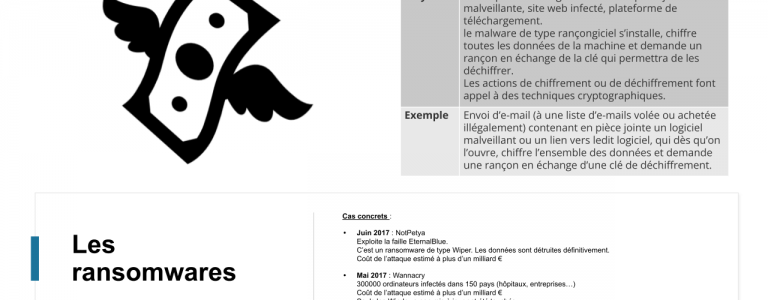 malveillante, site web infecté, plateforme de
téléchargement.
le malware de type rançongiciel s'installe, chiffre
toutes les données de la machine et demande un
rançon en échange de la clé qui permettra de les
déchiffrer.
Les actions de chiffrement ou de déchiffrement font
appel à des techniques cryptographiques.
Exemple
Envoi d'e-mail (à une liste d'e-mails volée ou achetée
illégalement) contenant en pièce jointe un logiciel
malveillant ou un lien vers ledit logiciel, qui dès qu'on
l'ouvre, chiffre l'ensemble des données et demande
une rançon en échange d'une clé de déchiffrement.
Les
ransomwares
Cas concrets :
• Juin 2017 : NotPetya
Exploite la faille EternalBlue.
C'est un ransomware de type Wiper. Les données sont détruites définitivement.
Coût de l'attaque estimé à plus d'un milliard €
• Mai 2017 : Wannacry
300000 ordinateurs infectés dans 150 pays (hôpitaux, entreprises…)
Coût de l'attaque estimé à plus d'un milliard €